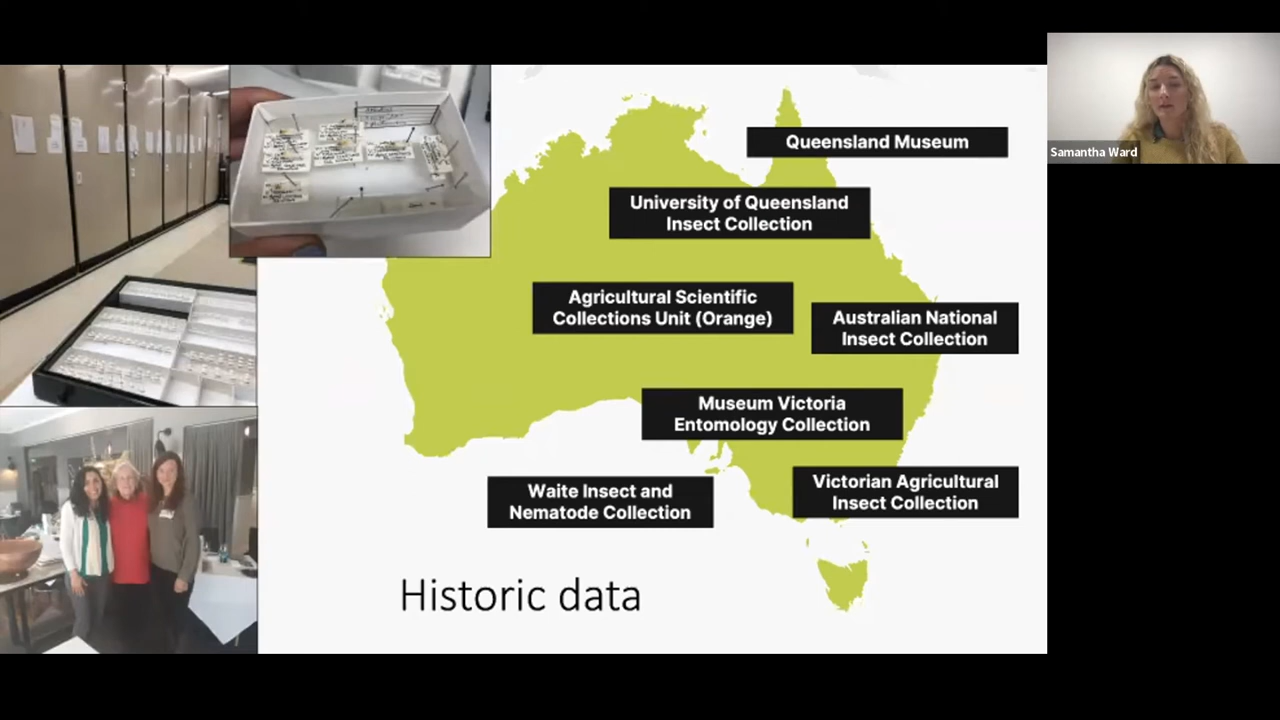 Queensland Museum
Samantha Ward
University of Queensland
Insect Collection
Agricultural Scientific
Collections Unit (Orange)
Australian National
Insect Collection
Museum Victoria
Entomology Collection
Victorian Agricultural
Insect Collection
Waite Insect and
Nematode Collection
Historic data